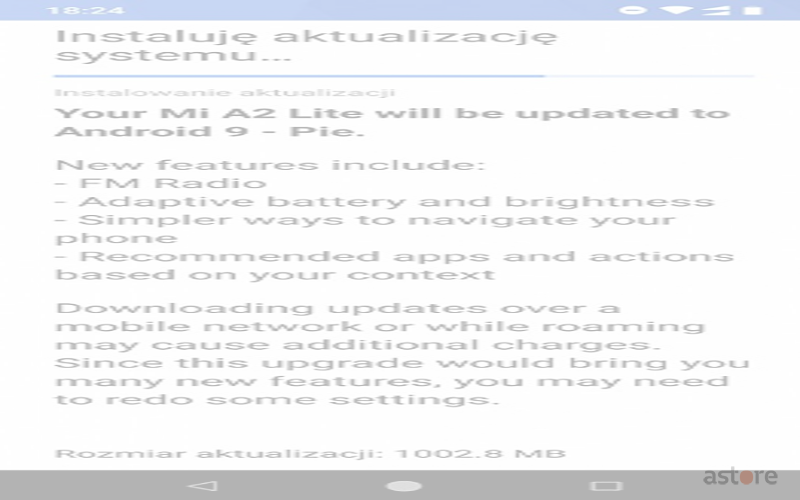 18:24
Instaluję aktualizację
systemu...
Instalowanie aktualizacji
Your Mi A2 Lite will be updated to
Android 9 - Pie.
New features include:
- FM Radio
- Adaptive battery and brightness
- Simpler ways to navigate your
phone
- Recommended apps and actions
based on your context
Downloading updates over a
mobile network or while roaming
may cause additional charges.
Since this upgrade would bring you
many new features, you may need
to redo some settings.
Rozmiar aktualizacji: 1002.8 MB
astore